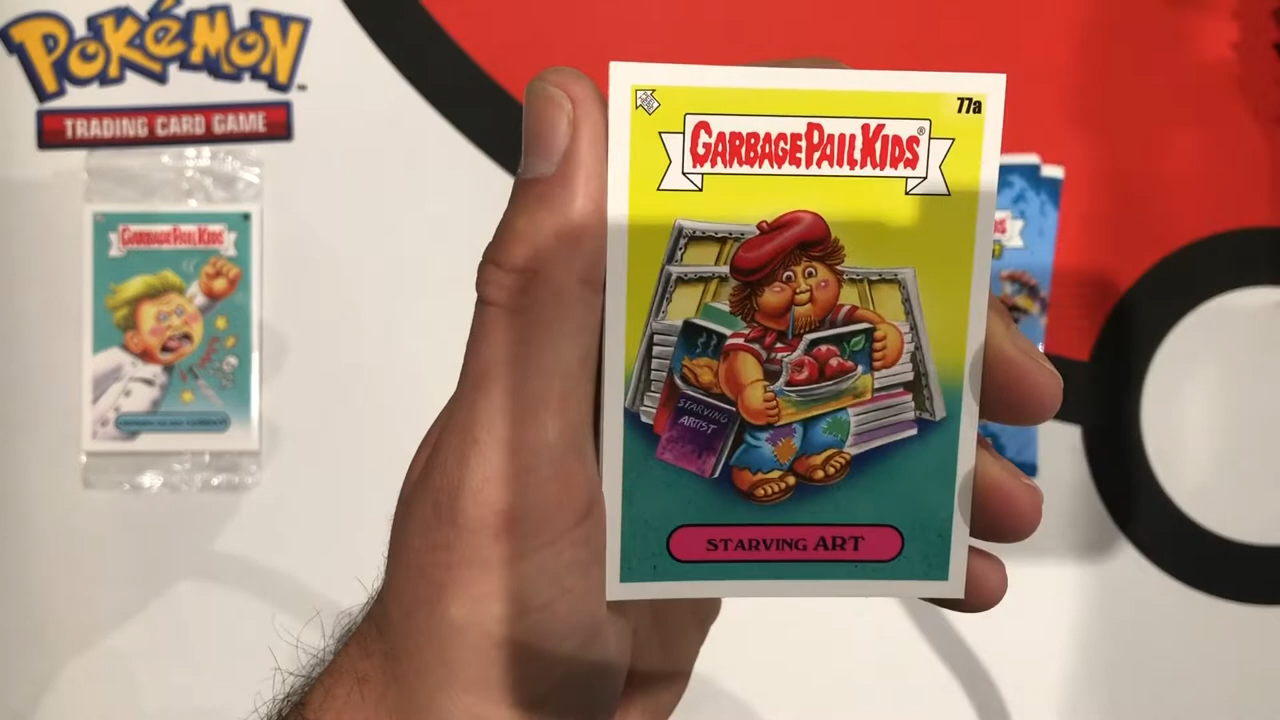 POKÉMON
TRADING CARD GAME
GARBAGE PAIL KIDS
77a
GARBAGE PAIL KIDS®
STARVING
ARTIST
STARVING ART